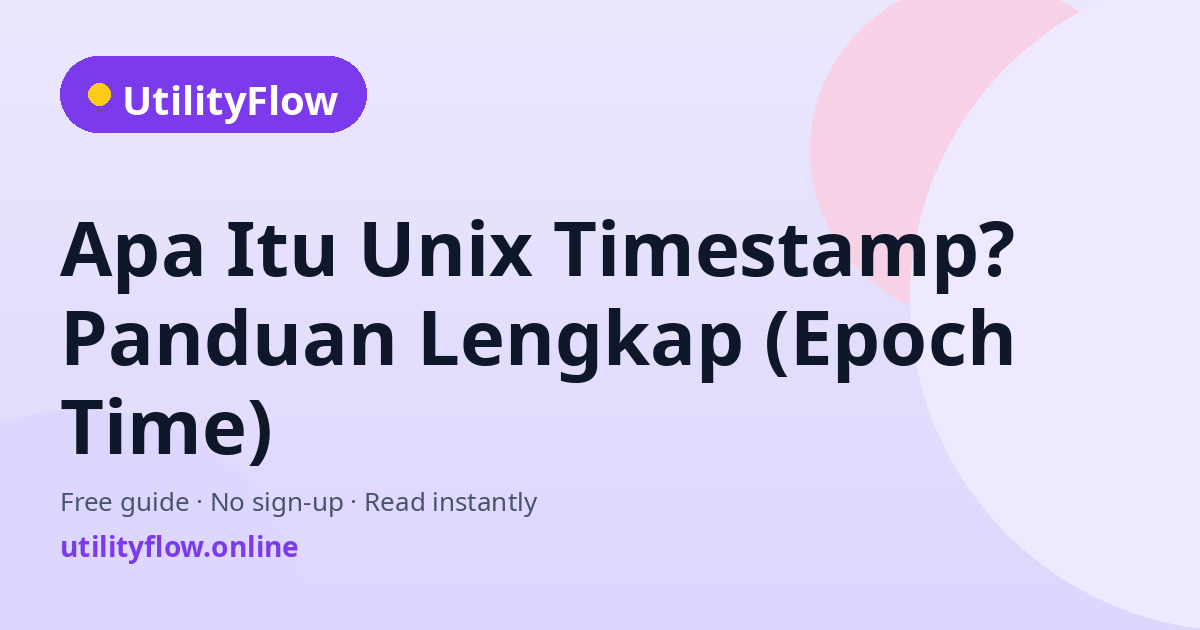 UtilityFlow
Apa Itu Unix Timestamp?
Panduan Lengkap (Epoch
Time)
Free guide · No sign-up · Read instantly
utilityflow.online